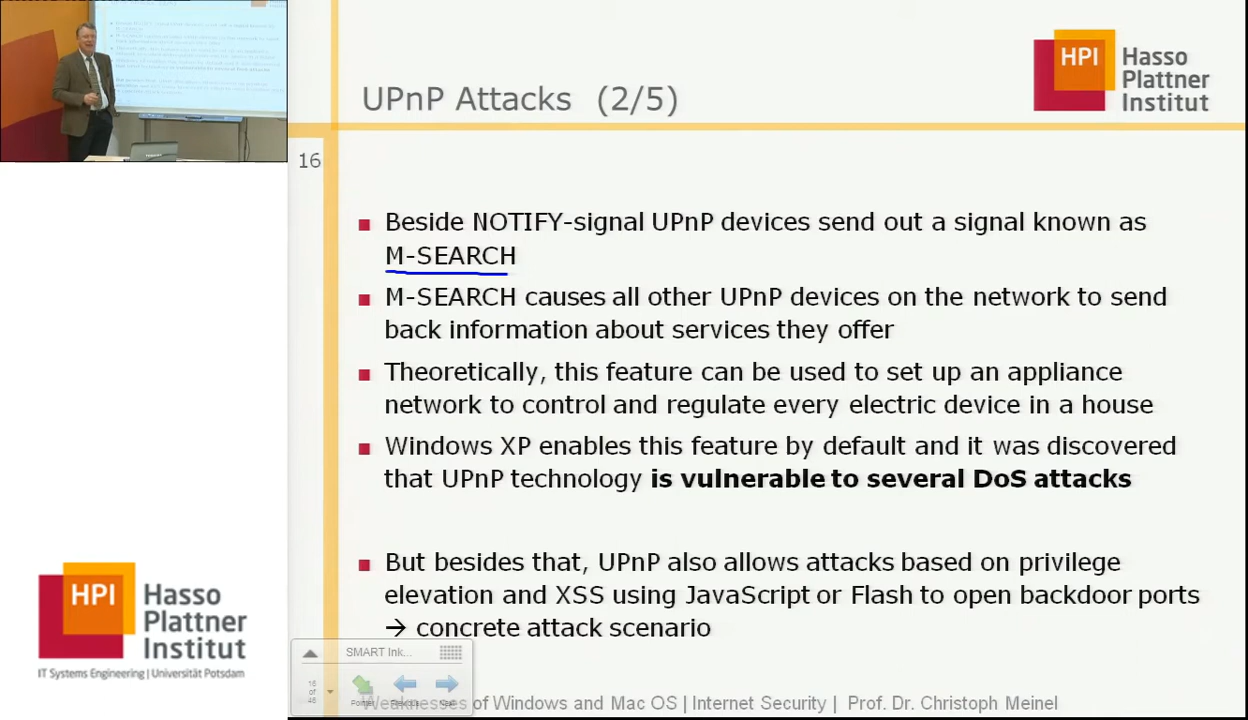 UPnP Attacks (2/5)
HPI Hasso
Plattner
Institut
16
Beside NOTIFY-signal UPnP devices send out a signal known as
M-SEARCH
M-SEARCH causes all other UPnP devices on the network to send
back information about services they offer
Theoretically, this feature can be used to set up an appliance
network to control and regulate every electric device in a house
Windows XP enables this feature by default and it was discovered
that UPnP technology is vulnerable to several DoS attacks
But besides that, UPnP also allows attacks based on privilege
elevation and XSS using JavaScript or Flash to open backdoor ports
→ concrete attack scenario
HPI Hasso
Plattner
Institut
IT Systems Engineering | Universität Potsdam
SMART Ink...
16
of
46
Weaknesses of Windows and Mac OS | Internet Security | Prof. Dr. Christoph Meinel